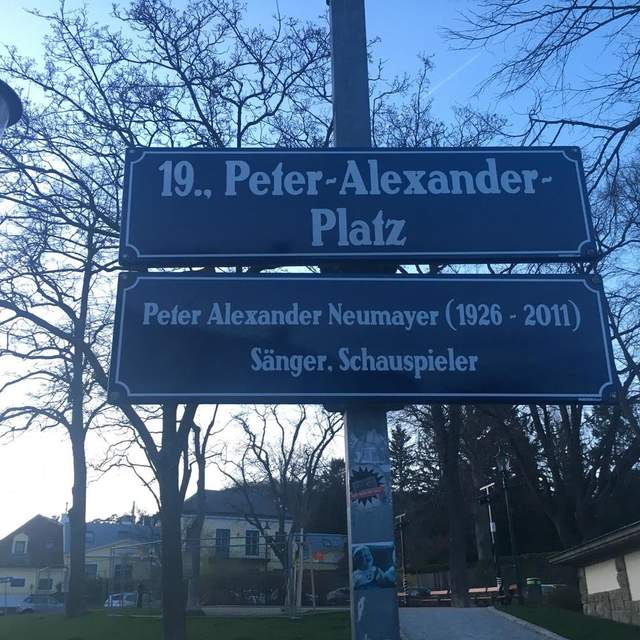 19., Peter-Alexander-
Platz
Peter Alexander Neumayer (1926 - 2011)
Sänger, Schauspieler